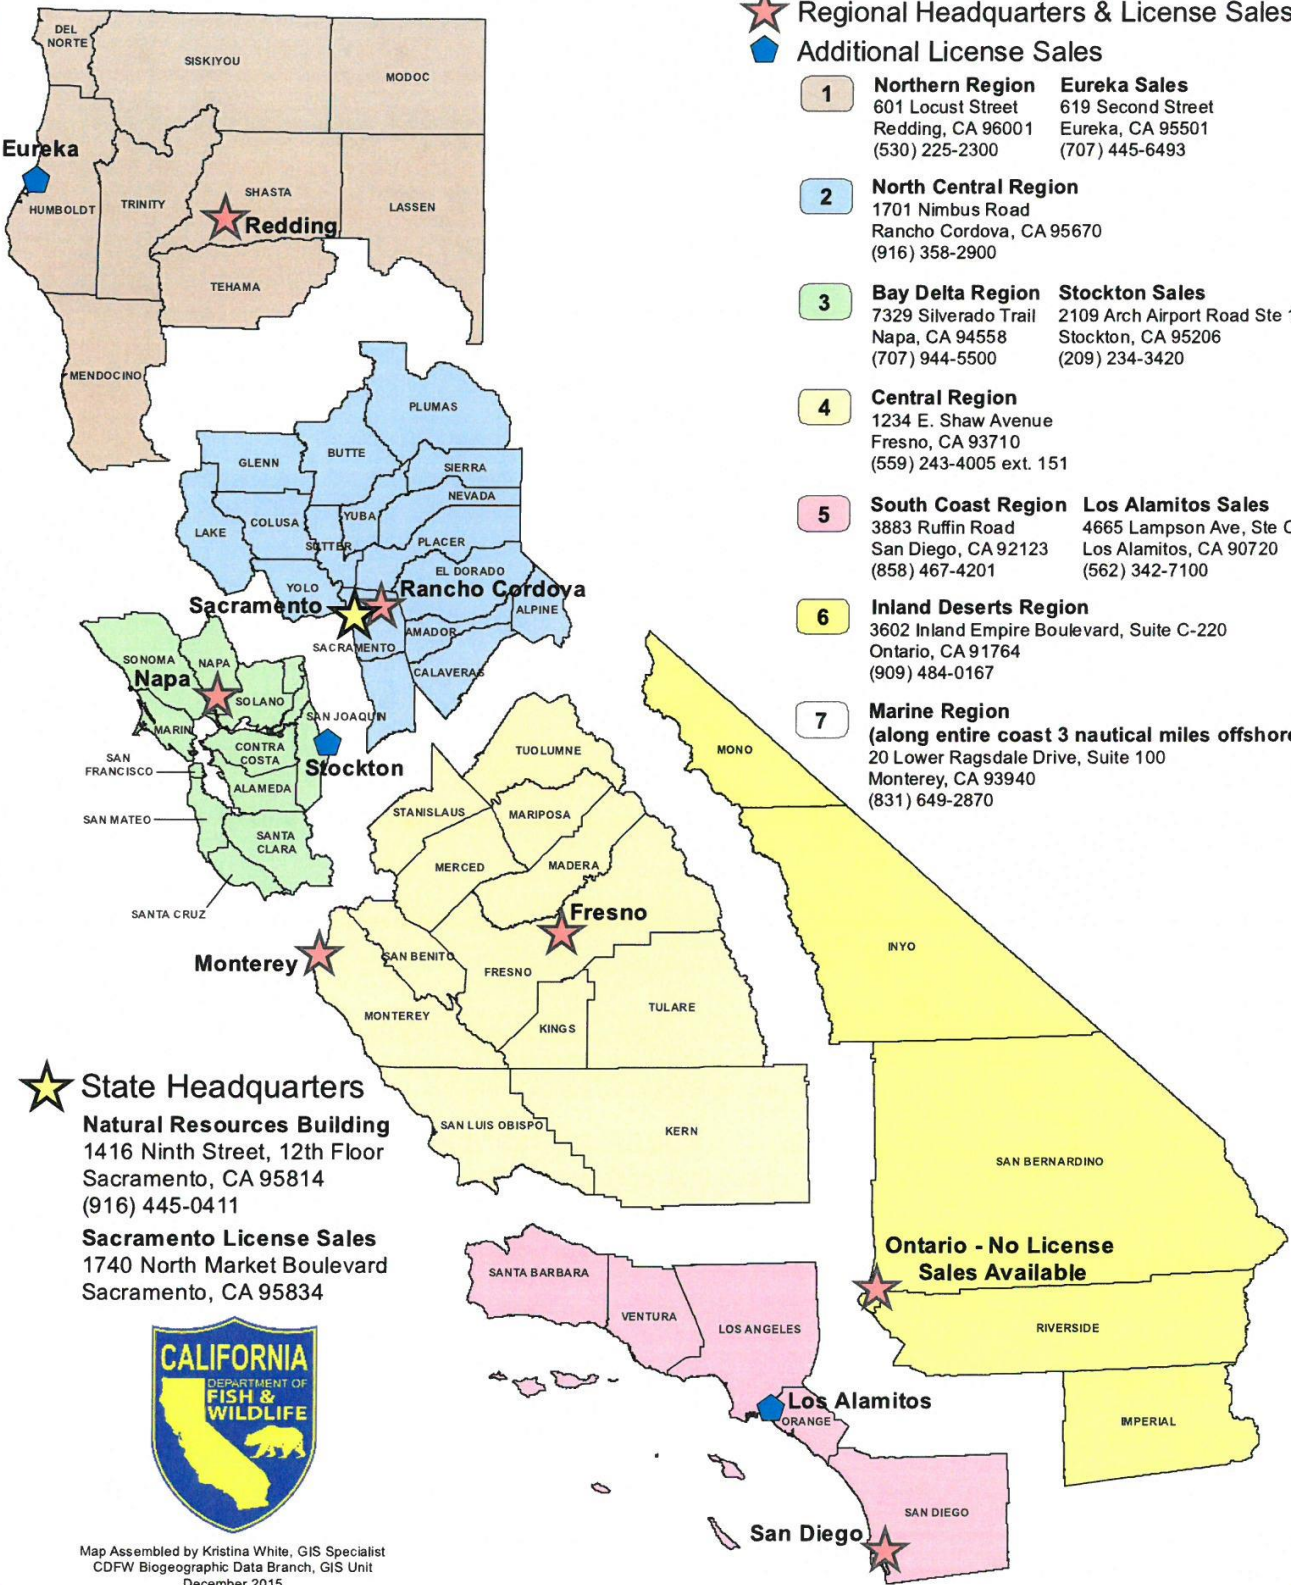 Regional Headquarters & License Sales
Additional License Sales
1
Northern Region
601 Locust Street
Redding, CA 96001
(530) 225-2300
Eureka Sales
619 Second Street
Eureka, CA 95501
(707) 445-6493
2
North Central Region
1701 Nimbus Road
Rancho Cordova, CA 95670
(916) 358-2900
3
Bay Delta Region
7329 Silverado Trail
Napa, CA 94558
(707) 944-5500
Stockton Sales
2109 Arch Airport Road Ste 1
Stockton, CA 95206
(209) 234-3420
4
Central Region
1234 E. Shaw Avenue
Fresno, CA 93710
(559) 243-4005 ext. 151
5
South Coast Region
3883 Ruffin Road
San Diego, CA 92123
(858) 467-4201
Los Alamitos Sales
4665 Lampson Ave, Ste C
Los Alamitos, CA 90720
(562) 342-7100
6
Inland Deserts Region
3602 Inland Empire Boulevard, Suite C-220
Ontario, CA 91764
(909) 484-0167
7
Marine Region
(along entire coast 3 nautical miles offshore
20 Lower Ragsdale Drive, Suite 100
Monterey, CA 93940
(831) 649-2870
DEL
NORTE
SISKIYOU
MODOC
Eureka
HUMBOLDT
TRINITY
SHASTA
Redding
LASSEN
TEHAMA
MENDOCINO
PLUMAS
GLENN
BUTTE
SIERRA
NEVADA
LAKE
COLUSA
YUBA
SUTTER
PLACER
YOLO
EL DORADO
Rancho Cordova
Sacramento
ALPINE
AMADOR
SACRAMENTO
CALAVERAS
SONOMA
NAPA
Napa
SOLANO
SAN JOAQUIN
MARIN
CONTRA
COSTA
SAN
FRANCISCO
Stockton
ALAMEDA
SAN MATEO
SANTA
CLARA
SANTA CRUZ
TUOLUMNE
MONO
STANISLAUS
MARIPOSA
MERCED
MADERA
Fresno
Monterey
SAN BENITO
FRESNO
INYO
MONTEREY
KINGS
TULARE
SAN LUIS OBISPO
KERN
SAN BERNARDINO
State Headquarters
Natural Resources Building
1416 Ninth Street, 12th Floor
Sacramento, CA 95814
(916) 445-0411
Sacramento License Sales
1740 North Market Boulevard
Sacramento, CA 95834
Ontario - No License
Sales Available
SANTA BARBARA
VENTURA
LOS ANGELES
RIVERSIDE
Los Alamitos
ORANGE
IMPERIAL
SAN DIEGO
San Diego
CALIFORNIA
DEPARTMENT OF
FISH &
WILDLIFE
Map Assembled by Kristina White, GIS Specialist
CDFW Biogeographic Data Branch, GIS Unit
December 2015